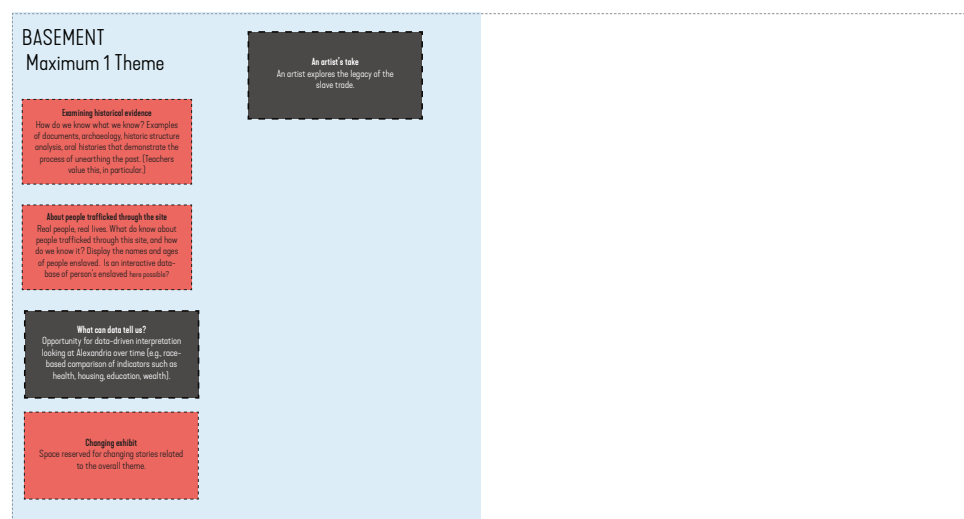 BASEMENT
Maximum 1 Theme
Examining historical evidence
How do we know what we know? Examples
of documents, archaeology, historic structure
analysis, oral histories that demonstrate the
process of unearthing the past. (Teachers
value this, in particular.)
About people trafficked through the site
Real people, real lives. What do know about
people trafficked through this site, and how
do we know it? Display the names and ages
of people enslaved. Is an interactive data-
base of person's enslaved here possible?
What can data tell us?
Opportunity for data-driven interpretation
looking at Alexandria over time (e.g., race-
based comparison of indicators such as
health, housing, education, wealth).
Changing exhibit
Space reserved for changing stories related
to the overall theme.
An artist's take
An artist explores the legacy of the
slave trade.